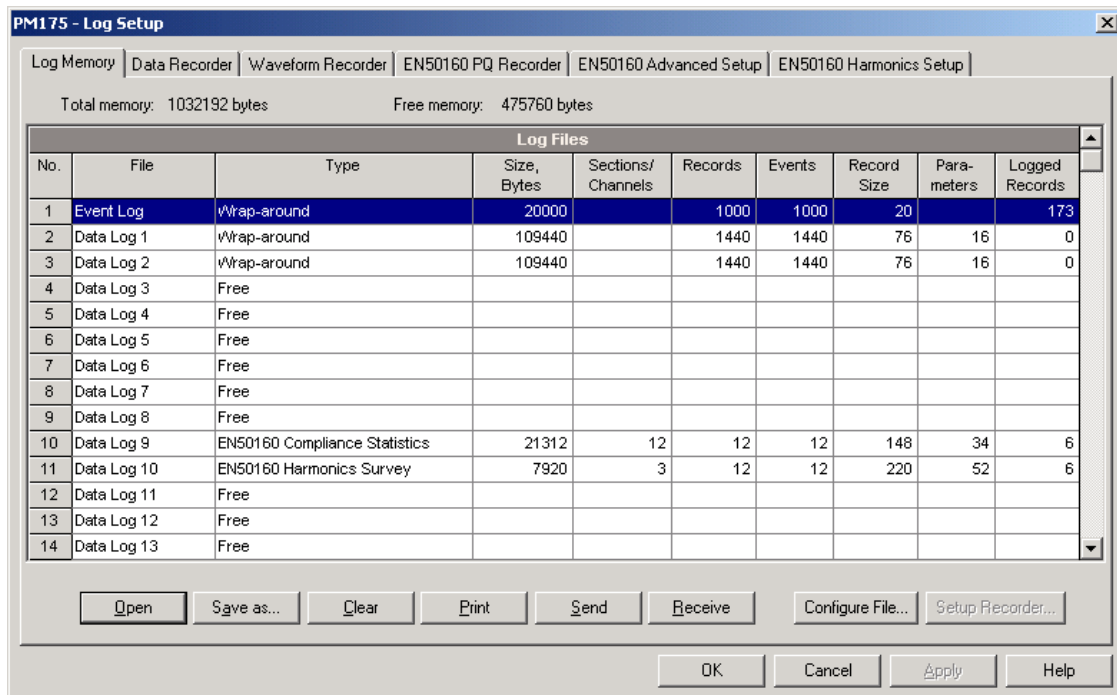 PM175 - Log Setup
Log Memory Data Recorder Waveform Recorder EN50160 PQ Recorder EN50160 Advanced Setup EN50160 Harmonics Setup
Total memory: 1032192 bytes Free memory: 475760 bytes
Log Files
No. File Type Size, Bytes Sections/ Channels Records Events Record Size Para- meters Logged Records
1 Event Log Wrap-around 20000 1000 1000 20 173
2 Data Log 1 Wrap-around 109440 1440 1440 76 16 0
3 Data Log 2 Wrap-around 109440 1440 1440 76 16 0
4 Data Log 3 Free
5 Data Log 4 Free
6 Data Log 5 Free
7 Data Log 6 Free
8 Data Log 7 Free
9 Data Log 8 Free
10 Data Log 9 EN50160 Compliance Statistics 21312 12 12 12 148 34 6
11 Data Log 10 EN50160 Harmonics Survey 7920 3 12 12 220 52 6
12 Data Log 11 Free
13 Data Log 12 Free
14 Data Log 13 Free
Open Save as... Clear Print Send Receive Configure File... Setup Recorder...
OK Cancel Apply Help